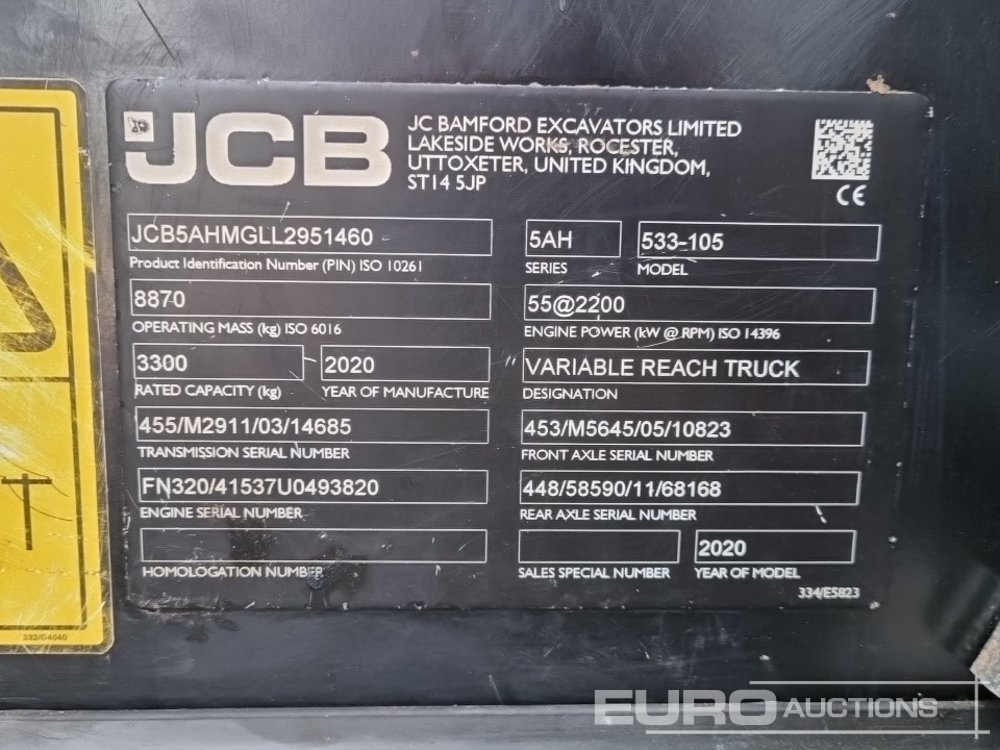 JCB
JC BAMFORD EXCAVATORS LIMITED
LAKESIDE WORKS, ROCESTER,
UTTOXETER, UNITED KINGDOM,
ST14 5JP
CE
JCB5AHMGLL2951460
Product Identification Number (PIN) ISO 10261
5AH
SERIES
533-105
MODEL
8870
OPERATING MASS (kg) ISO 6016
55@2200
ENGINE POWER (kW @ RPM) ISO 14396
3300
RATED CAPACITY (kg)
2020
YEAR OF MANUFACTURE
VARIABLE REACH TRUCK
DESIGNATION
455/M2911/03/14685
TRANSMISSION SERIAL NUMBER
453/M5645/05/10823
FRONT AXLE SERIAL NUMBER
FN320/41537U0493820
ENGINE SERIAL NUMBER
448/58590/11/68168
REAR AXLE SERIAL NUMBER
HOMOLOGATION NUMBER
SALES SPECIAL NUMBER
2020
YEAR OF MODEL
334/E5823
T
332/G4040
EURO AUCTIONS